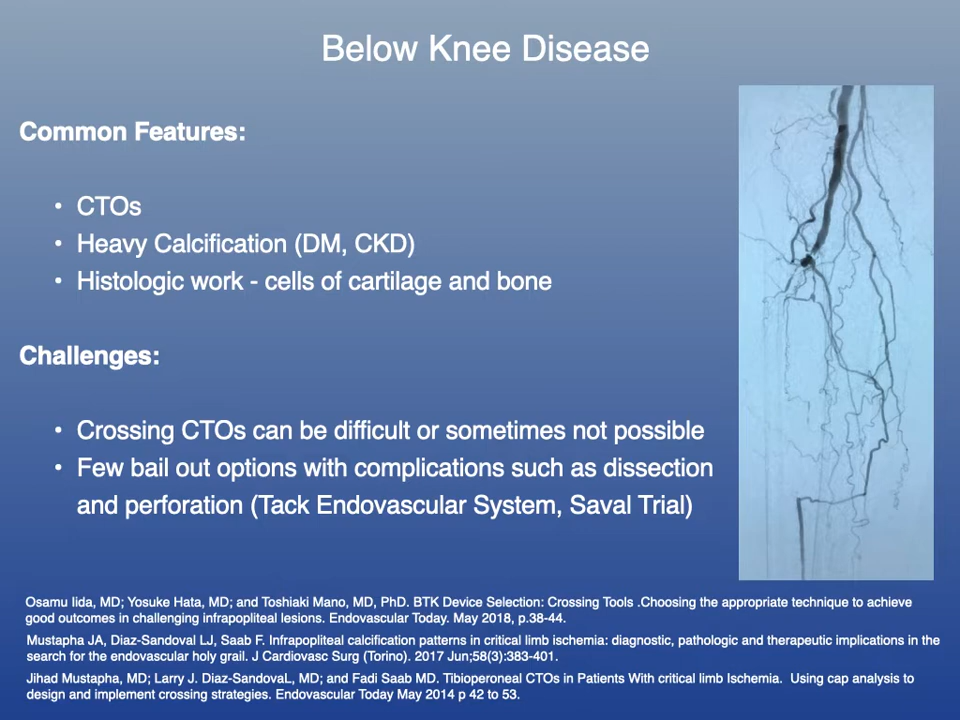 Below Knee Disease
Common Features:
• CTOs
• Heavy Calcification (DM, CKD)
• Histologic work - cells of cartilage and bone
Challenges:
• Crossing CTOs can be difficult or sometimes not possible
• Few bail out options with complications such as dissection
and perforation (Tack Endovascular System, Saval Trial)
Osamu Iida, MD; Yosuke Hata, MD; and Toshiaki Mano, MD, PhD. BTK Device Selection: Crossing Tools .Choosing the appropriate technique to achieve
good outcomes in challenging infrapopliteal lesions. Endovascular Today. May 2018, p.38-44.
Mustapha JA, Diaz-Sandoval LJ, Saab F. Infrapopliteal calcification patterns in critical limb ischemia: diagnostic, pathologic and therapeutic implications in the
search for the endovascular holy grail. J Cardiovasc Surg (Torino). 2017 Jun;58(3):383-401.
Jihad Mustapha, MD; Larry J. Diaz-SandovaL, MD; and Fadi Saab MD. Tibioperoneal CTOs in Patients With critical limb Ischemia. Using cap analysis to
design and implement crossing strategies. Endovascular Today May 2014 p 42 to 53.